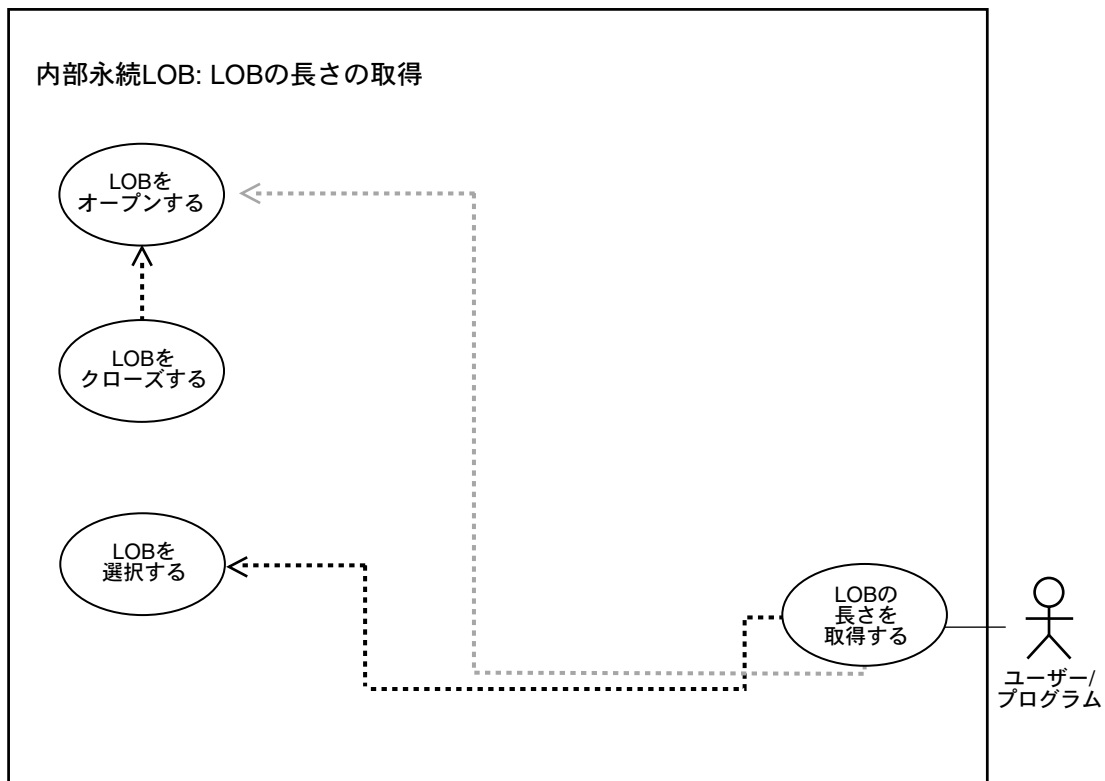 内部永続LOB: LOBの長さの取得
LOBを
オープンする
LOBを
クローズする
LOBを
選択する
LOBの
長さを
取得する
ユーザー/
プログラム